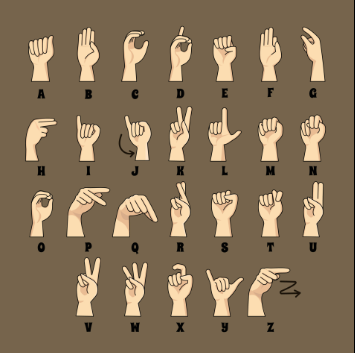 A B C D E F G
H I J K L M N
O P Q R S T U
V W X Y Z